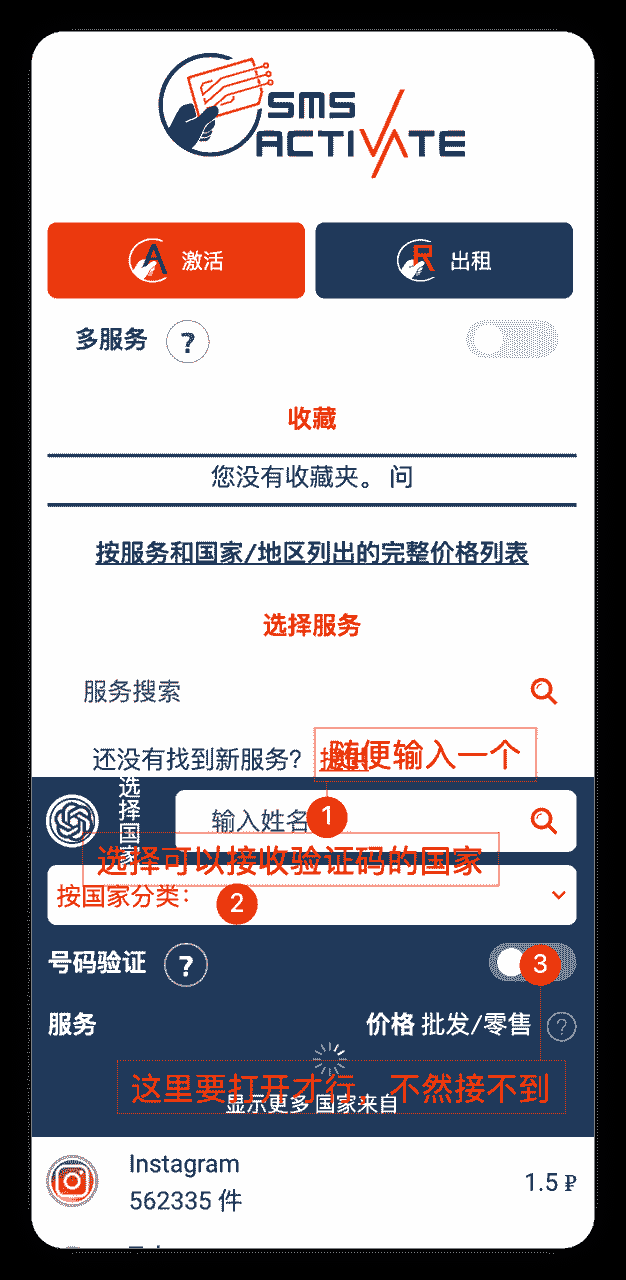 SMS
ACTIVATE
激活
出租
多服务 ?
收藏
您没有收藏夹。 问
按服务和国家/地区列出的完整价格列表
选择服务
服务搜索
还没有找到新服务?
随便输入一个
选择国家
输入姓名
1
选择可以接收验证码的国家
按国家分类:
2
号码验证 ?
3
服务
价格 批发/零售 ?
这里要打开才行,不然接不到
显示更多 国家来自
Instagram
562335 件
1.5 ₽